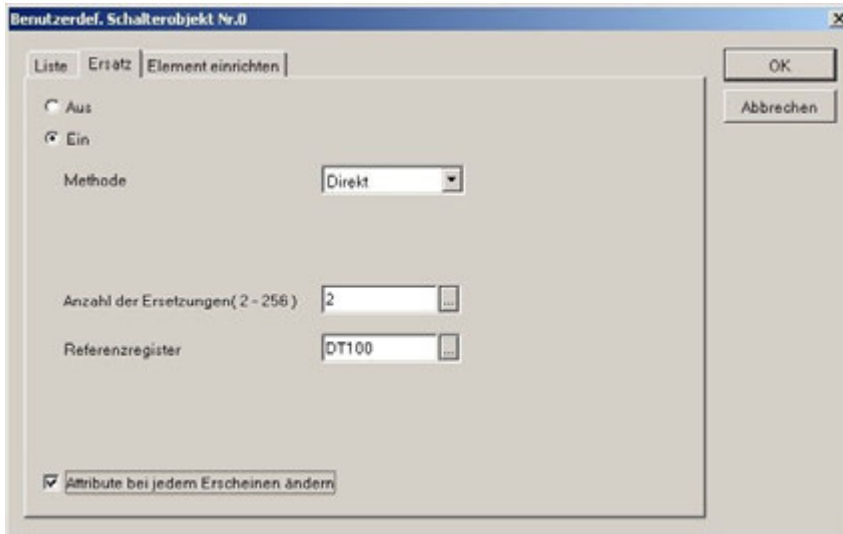 Benutzerdef. Schalterobjekt Nr.0
Liste Ersatz Element einrichten
OK
Abbrechen
Aus
Ein
Methode Direkt
Anzahl der Ersetzungen( 2 - 256 ) 2 ...
Referenzregister DT100 ...
Attribute bei jedem Erscheinen ändern